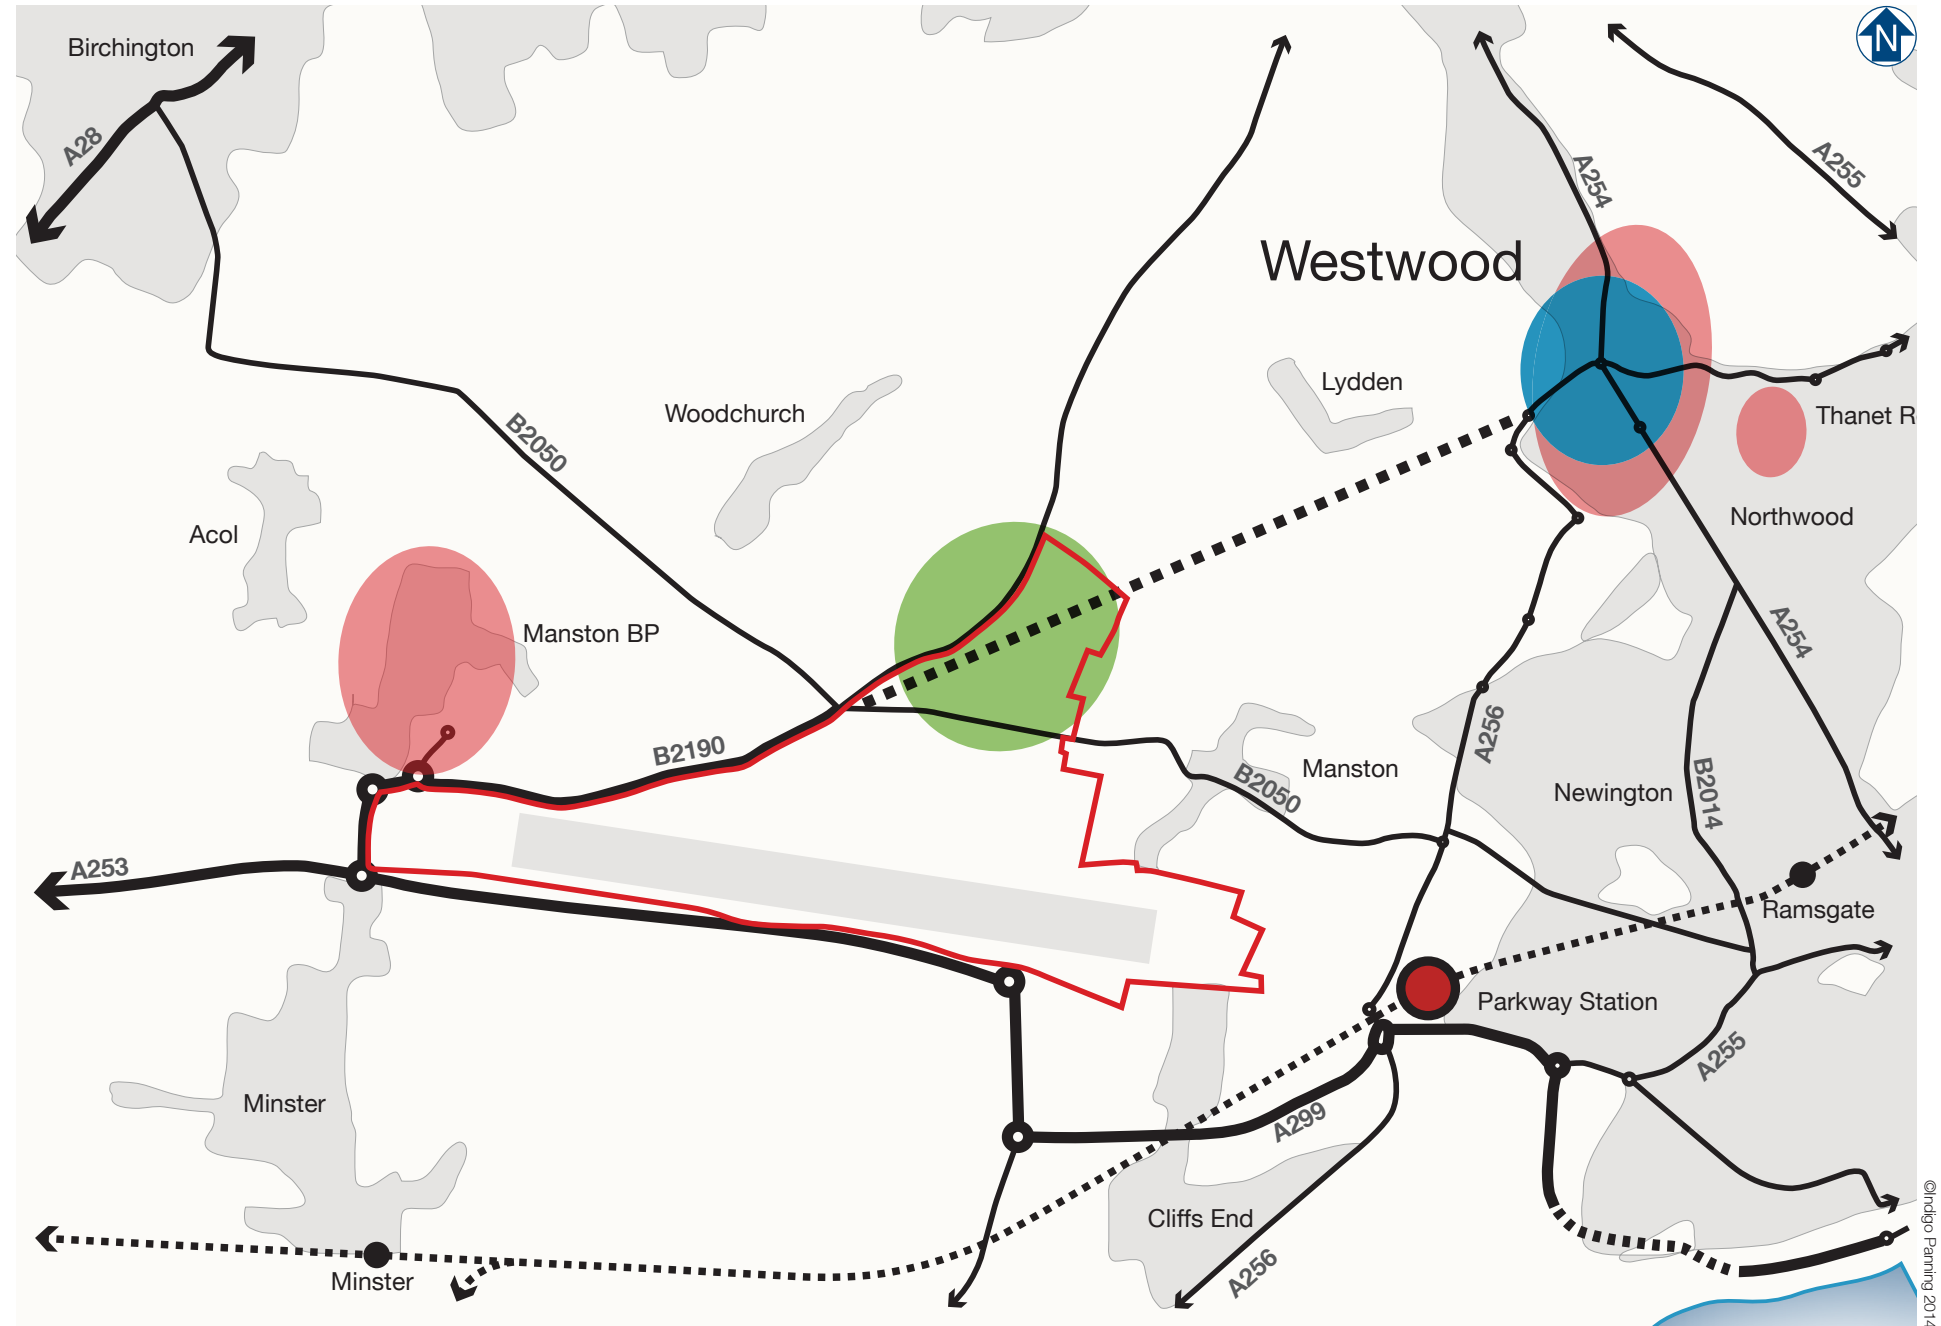 Birchington
N
A28
A254
A255
Westwood
Lydden
Woodchurch
Thanet R
B2050
Acol
Northwood
Manston BP
A254
A256
B2190
Manston
B2050
Newington
B2014
A253
Ramsgate
Parkway Station
A255
Minster
A299
Cliffs End
A256
Minster
©Indigo Panning 2014